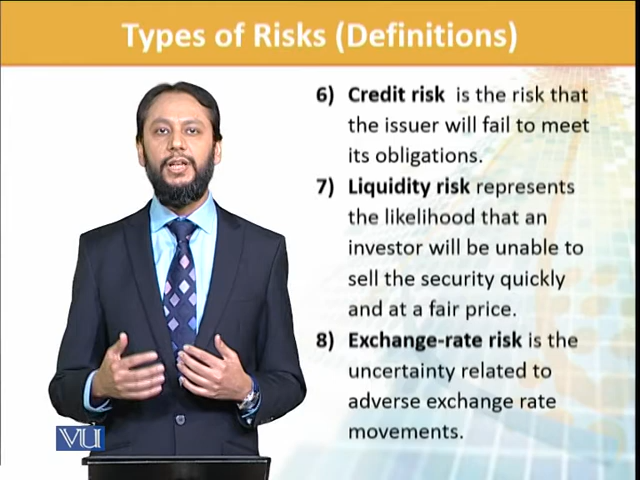 Types of Risks (Definitions)
6) Credit risk is the risk that
the issuer will fail to meet
its obligations.
7) Liquidity risk represents
the likelihood that an
investor will be unable to
sell the security quickly
and at a fair price.
8) Exchange-rate risk is the
uncertainty related to
adverse exchange rate
movements.
VU